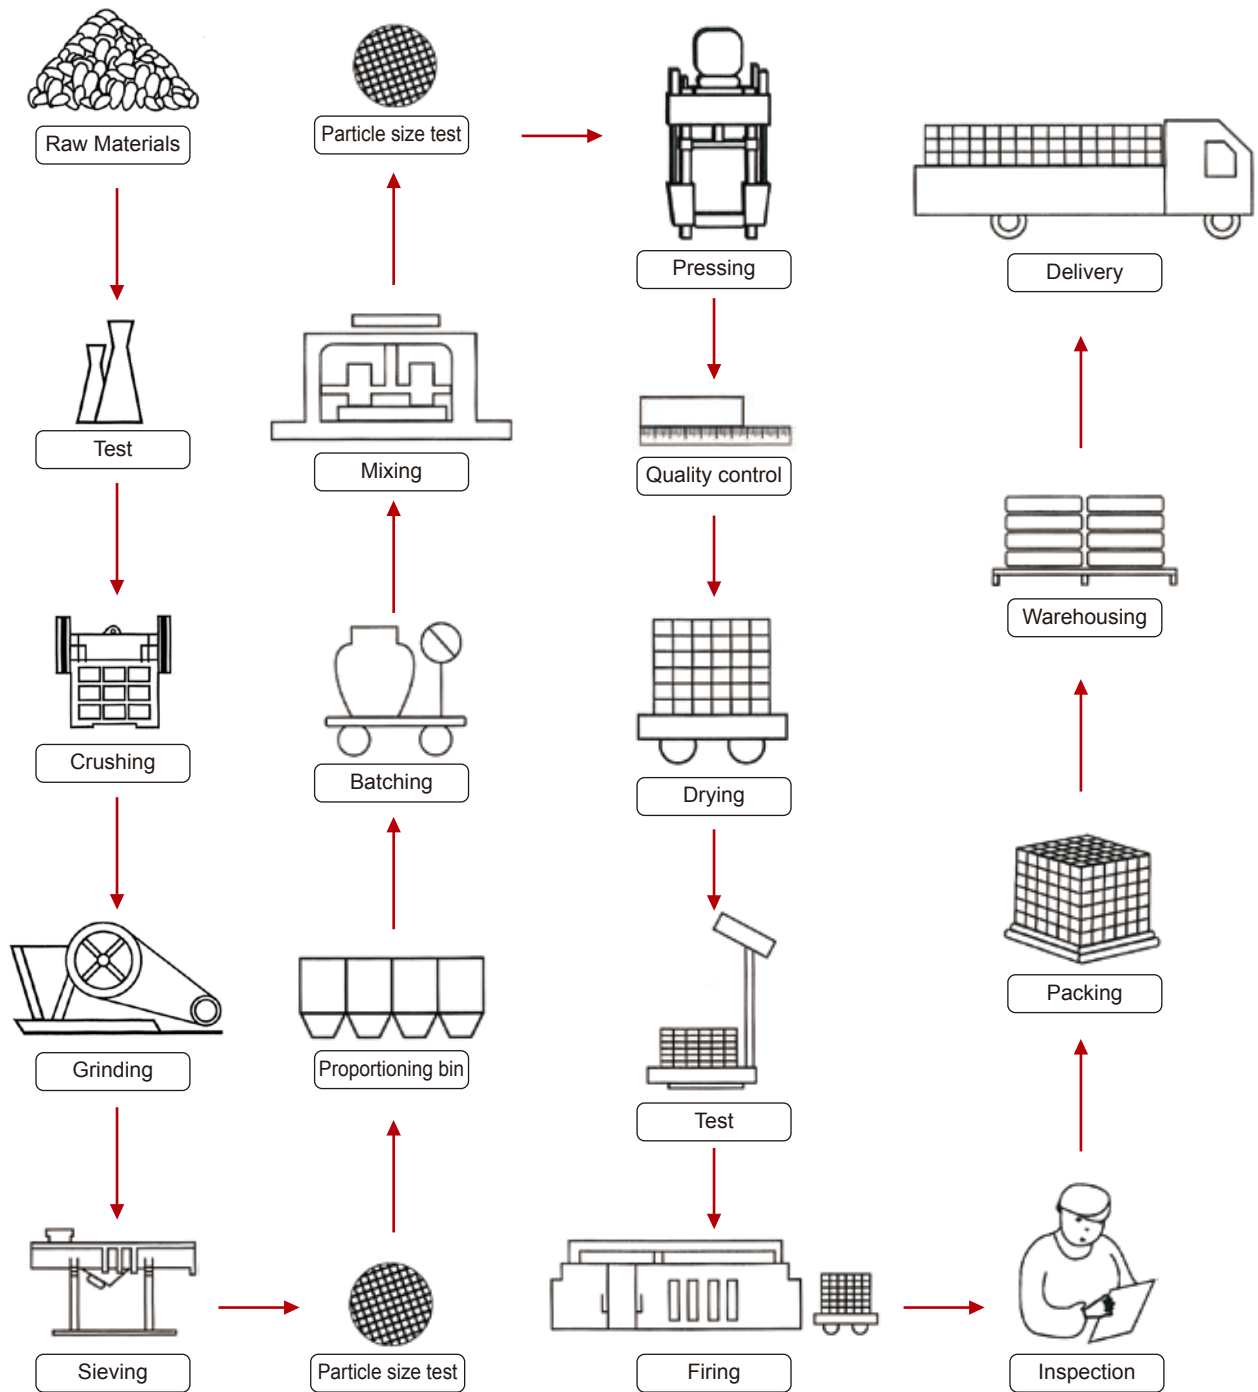 Raw Materials
Test
Crushing
Grinding
Sieving
Particle size test
Proportioning bin
Batching
Mixing
Particle size test
Pressing
Quality control
Drying
Test
Firing
Inspection
Packing
Warehousing
Delivery